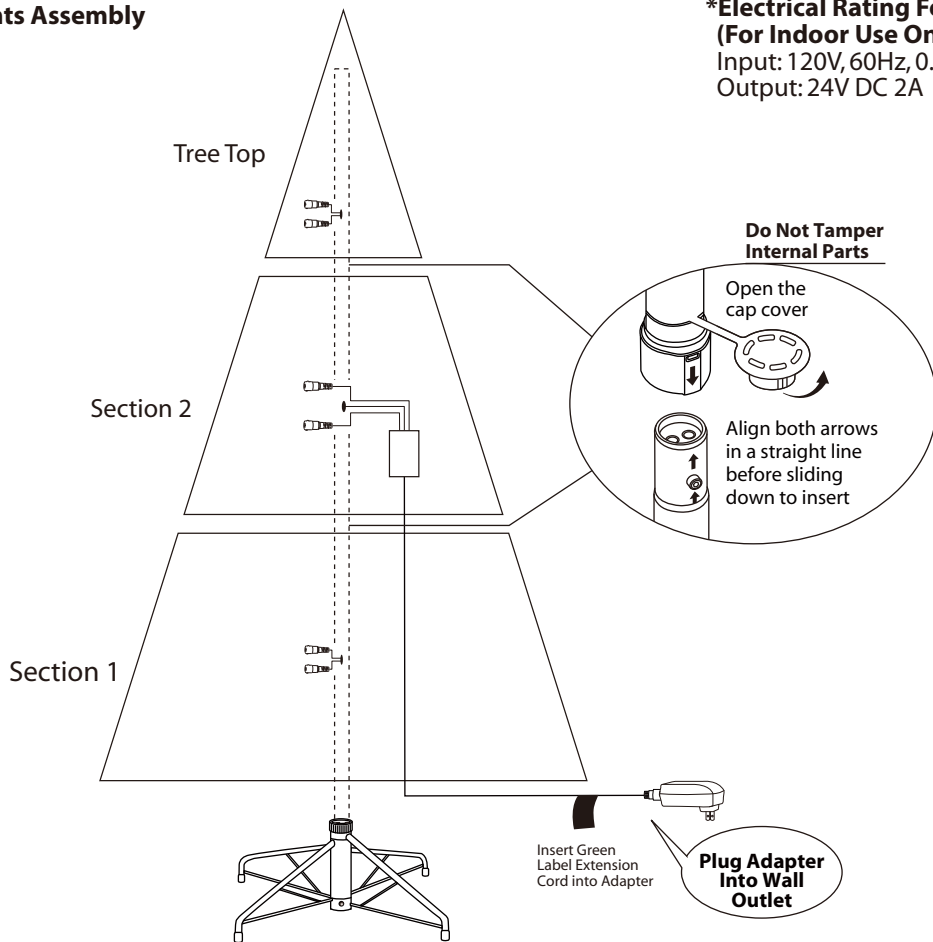 nts Assembly
*Electrical Rating Fo
(For Indoor Use On
Input: 120V, 60Hz, 0.
Output: 24V DC 2A
Tree Top
Do Not Tamper
Internal Parts
Open the
cap cover
Section 2
Align both arrows
in a straight line
before sliding
down to insert
Section 1
Insert Green
Label Extension
Cord into Adapter
Plug Adapter
Into Wall
Outlet